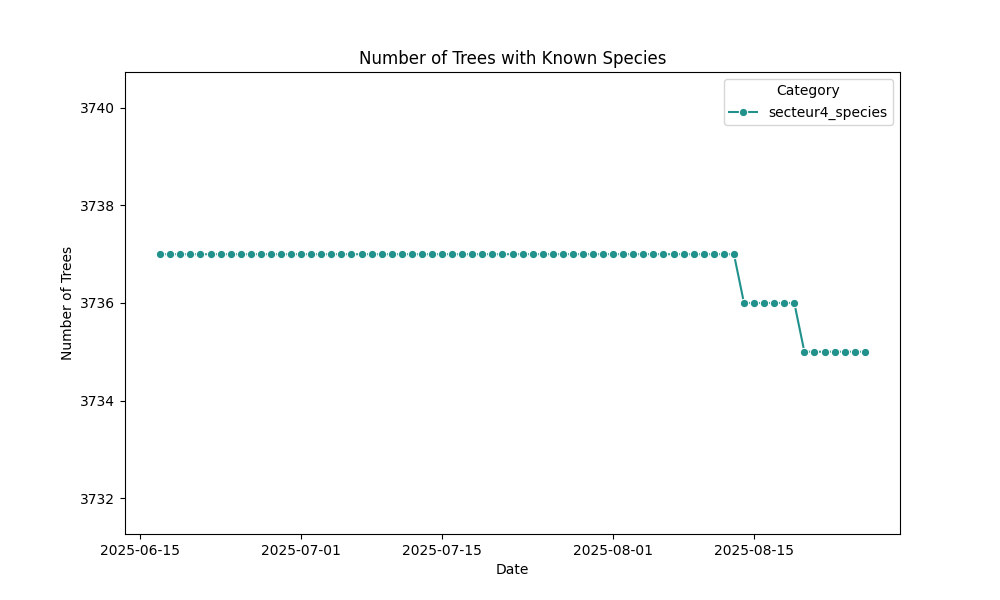 Number of Trees with Known Species
Category
secteur4_species
Number of Trees
3740
3738
3736
3734
3732
2025-06-15
2025-07-01
2025-07-15
2025-08-01
2025-08-15
Date